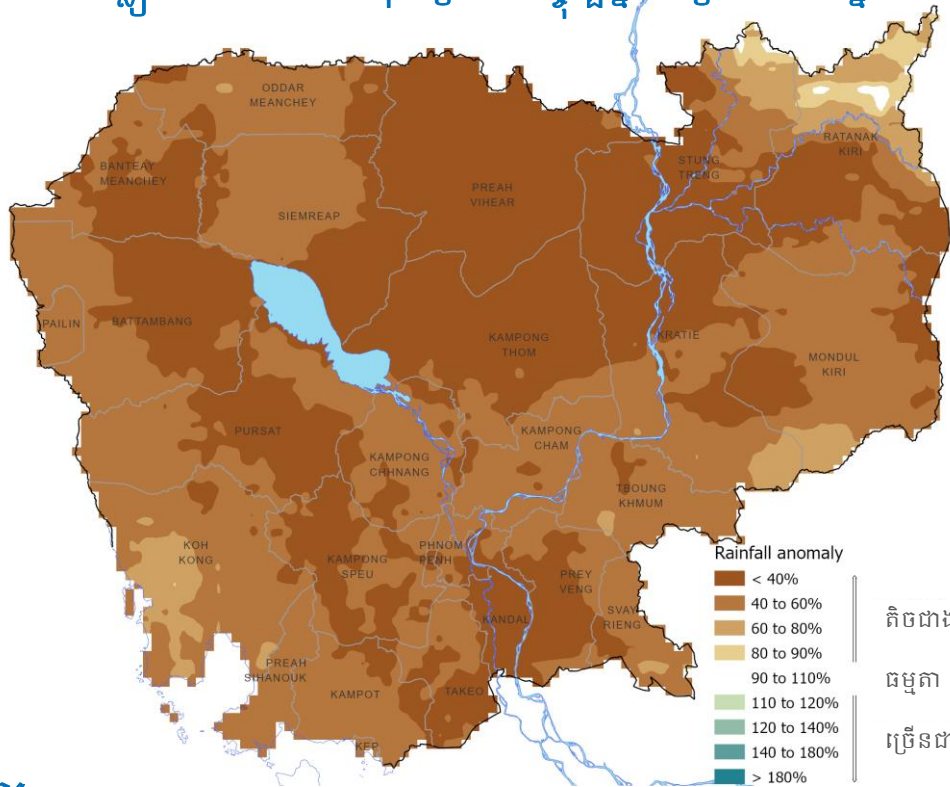 ODDAR
MEANCHEY
RATANAK
KIRI
STUNG
TRENG
BANTEAY
MEANCHEY
PREAH
VIHEAR
SIEMREAP
PAILIN
BATTAMBANG
KAMPONG
THOM
KRATIE
MONDUL
KIRI
PURSAT
KAMPONG
CHAM
KAMPONG
CHHNANG
TBOUNG
KHMUM
KOH
KONG
KAMPONG
SPEU
PHNOM
PENH
PREY
VENG
SVAY
RIENG
KANDAL
PREAH
SIHANOUK
KAMPOT
TAKEO
KEP
Rainfall anomaly
< 40%
40 to 60%
60 to 80%
80 to 90%
90 to 110%
110 to 120%
120 to 140%
140 to 180%
> 180%
តិចជាង
ធម្មតា
ច្រើនជា